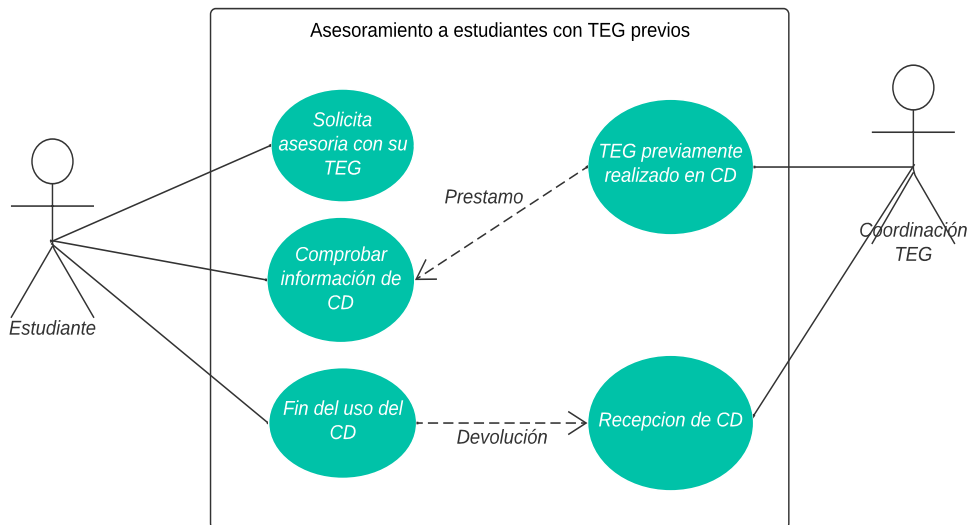 Asesoramiento a estudiantes con TEG previos
Solicita
asesoria con su
TEG
TEG previamente
realizado en CD
Prestamo
Comprobar
información de
CD
Coordinación
TEG
Estudiante
Fin del uso del
CD
Devolución
Recepcion de CD